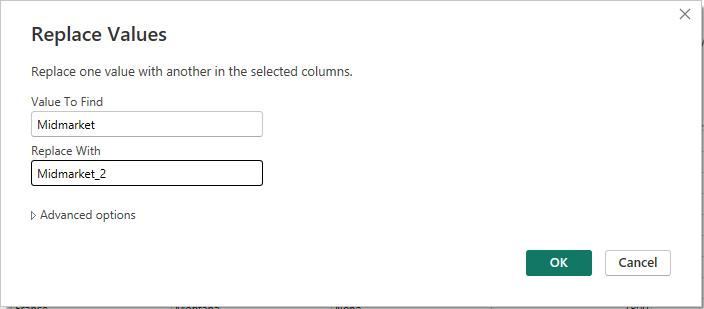 Replace Values
Replace one value with another in the selected columns.
Value To Find
Midmarket
Replace With
Midmarket_2
Advanced options
OK Cancel